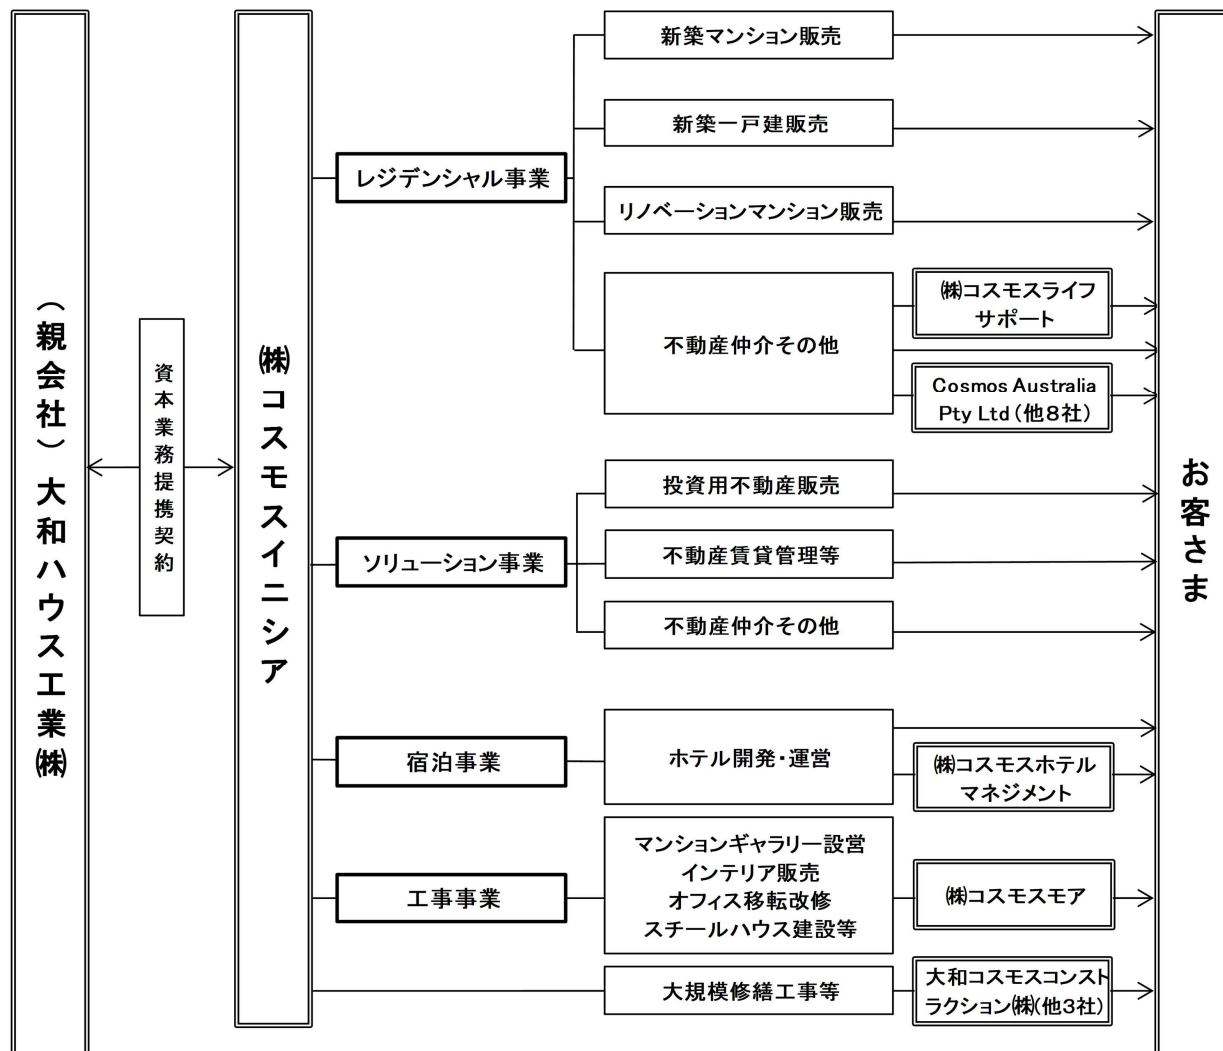 （親会社）大和ハウス工業㈱
資本業務提携契約
㈱コスモスイニシア
レジデンシャル事業
新築マンション販売
新築一戸建販売
リノベーションマンション販売
不動産仲介その他
㈱コスモスライフ
サポート
Cosmos Australia
Pty Ltd（他８社）
ソリューション事業
投資用不動産販売
不動産賃貸管理等
不動産仲介その他
宿泊事業
ホテル開発・運営
㈱コスモスホテル
マネジメント
工事事業
マンションギャラリー設営
インテリア販売
オフィス移転改修
スチールハウス建設等
㈱コスモスモア
大規模修繕工事等
大和コスモスコンスト
ラクション㈱(他３社)
お客さま